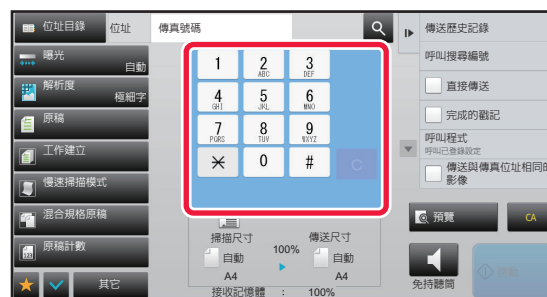 位址目錄
位址
傳真號碼
曝光
自動
解析度
極細字
原稿
工作建立
慢速掃描模式
混合規格原稿
原稿計數
其它
1
2
ABC
3
DEF
4
GHI
5
JKL
6
MNO
7
PQRS
8
TUV
9
WXYZ
0
#
C
掃描尺寸
自動
A4
100%
傳送尺寸
自動
A4
接收記憶體 : 100%
傳送歷史記錄
呼叫搜尋編號
直接傳送
完成的戳記
呼叫程式
呼叫已登錄設定
傳送與傳真位址相同的
影像
預覽
CA
免持聽筒